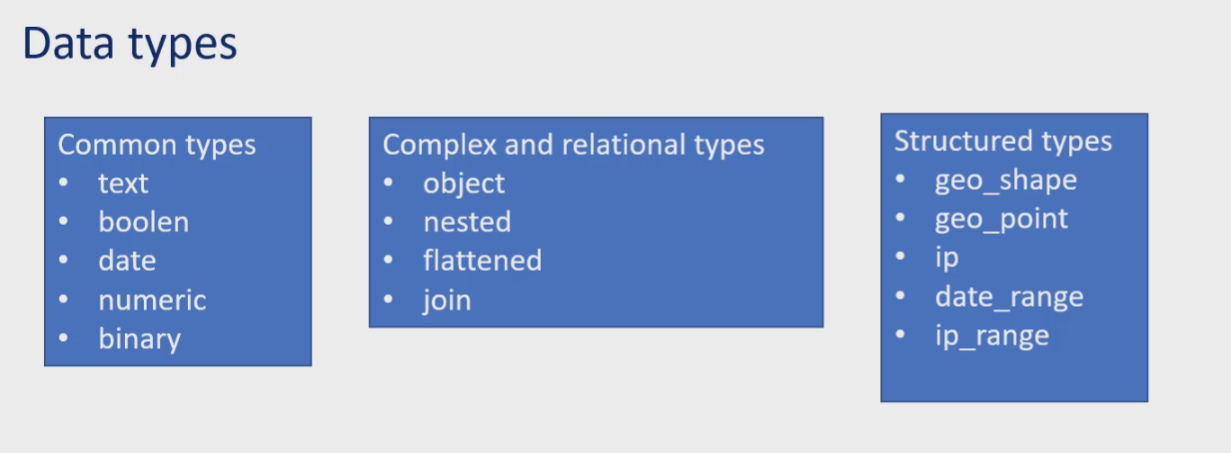 Data types
Common types
• text
• boolen
• date
• numeric
• binary
Complex and relational types
• object
• nested
• flattened
• join
Structured types
• geo_shape
• geo_point
• ip
• date_range
• ip_range